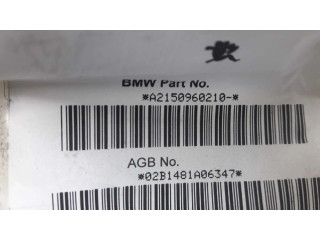 BMW Part No.
*A2150960210-*
AGB No.
*02B1481A06347*